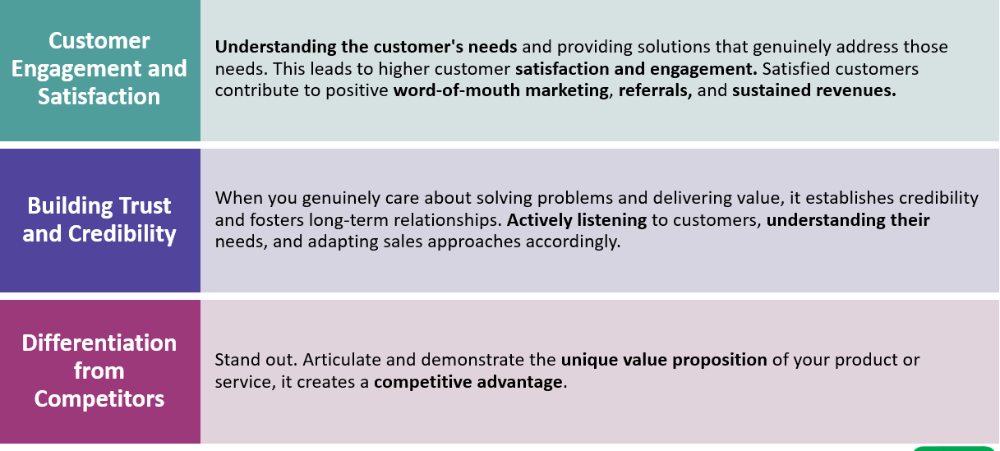 Customer
Engagement and
Satisfaction
Understanding the customer's needs and providing solutions that genuinely address those
needs. This leads to higher customer satisfaction and engagement. Satisfied customers
contribute to positive word-of-mouth marketing, referrals, and sustained revenues.
Building Trust
and Credibility
When you genuinely care about solving problems and delivering value, it establishes credibility
and fosters long-term relationships. Actively listening to customers, understanding their
needs, and adapting sales approaches accordingly.
Differentiation
from
Competitors
Stand out. Articulate and demonstrate the unique value proposition of your product or
service, it creates a competitive advantage.